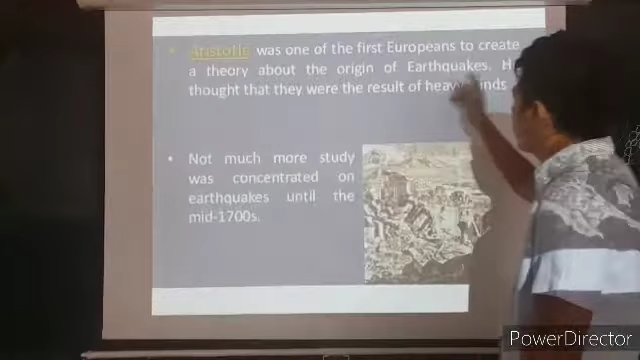 • Aristotle was one of the first Europeans to create
a theory about the origin of Earthquakes. H
thought that they were the result of heavy
• Not much more study
was concentrated on
earthquakes until the
mid-1700s.
PowerDirector